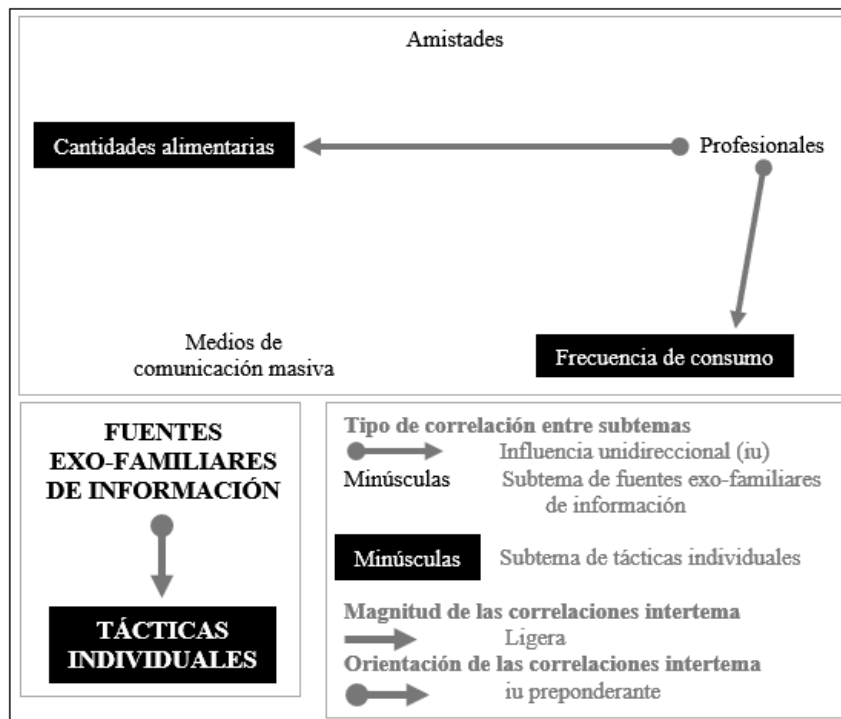 Amistades
Cantidades alimentarias
Profesionales
Medios de
comunicación masiva
Frecuencia de consumo
FUENTES
EXO-FAMILIARES
DE INFORMACIÓN
TÁCTICAS
INDIVIDUALES
Tipo de correlación entre subtemas
Influencia unidireccional (iu)
Minúsculas Subtema de fuentes exo-familiares
de información
Minúsculas Subtema de tácticas individuales
Magnitud de las correlaciones intertema
Ligera
Orientación de las correlaciones intertema
iu preponderante